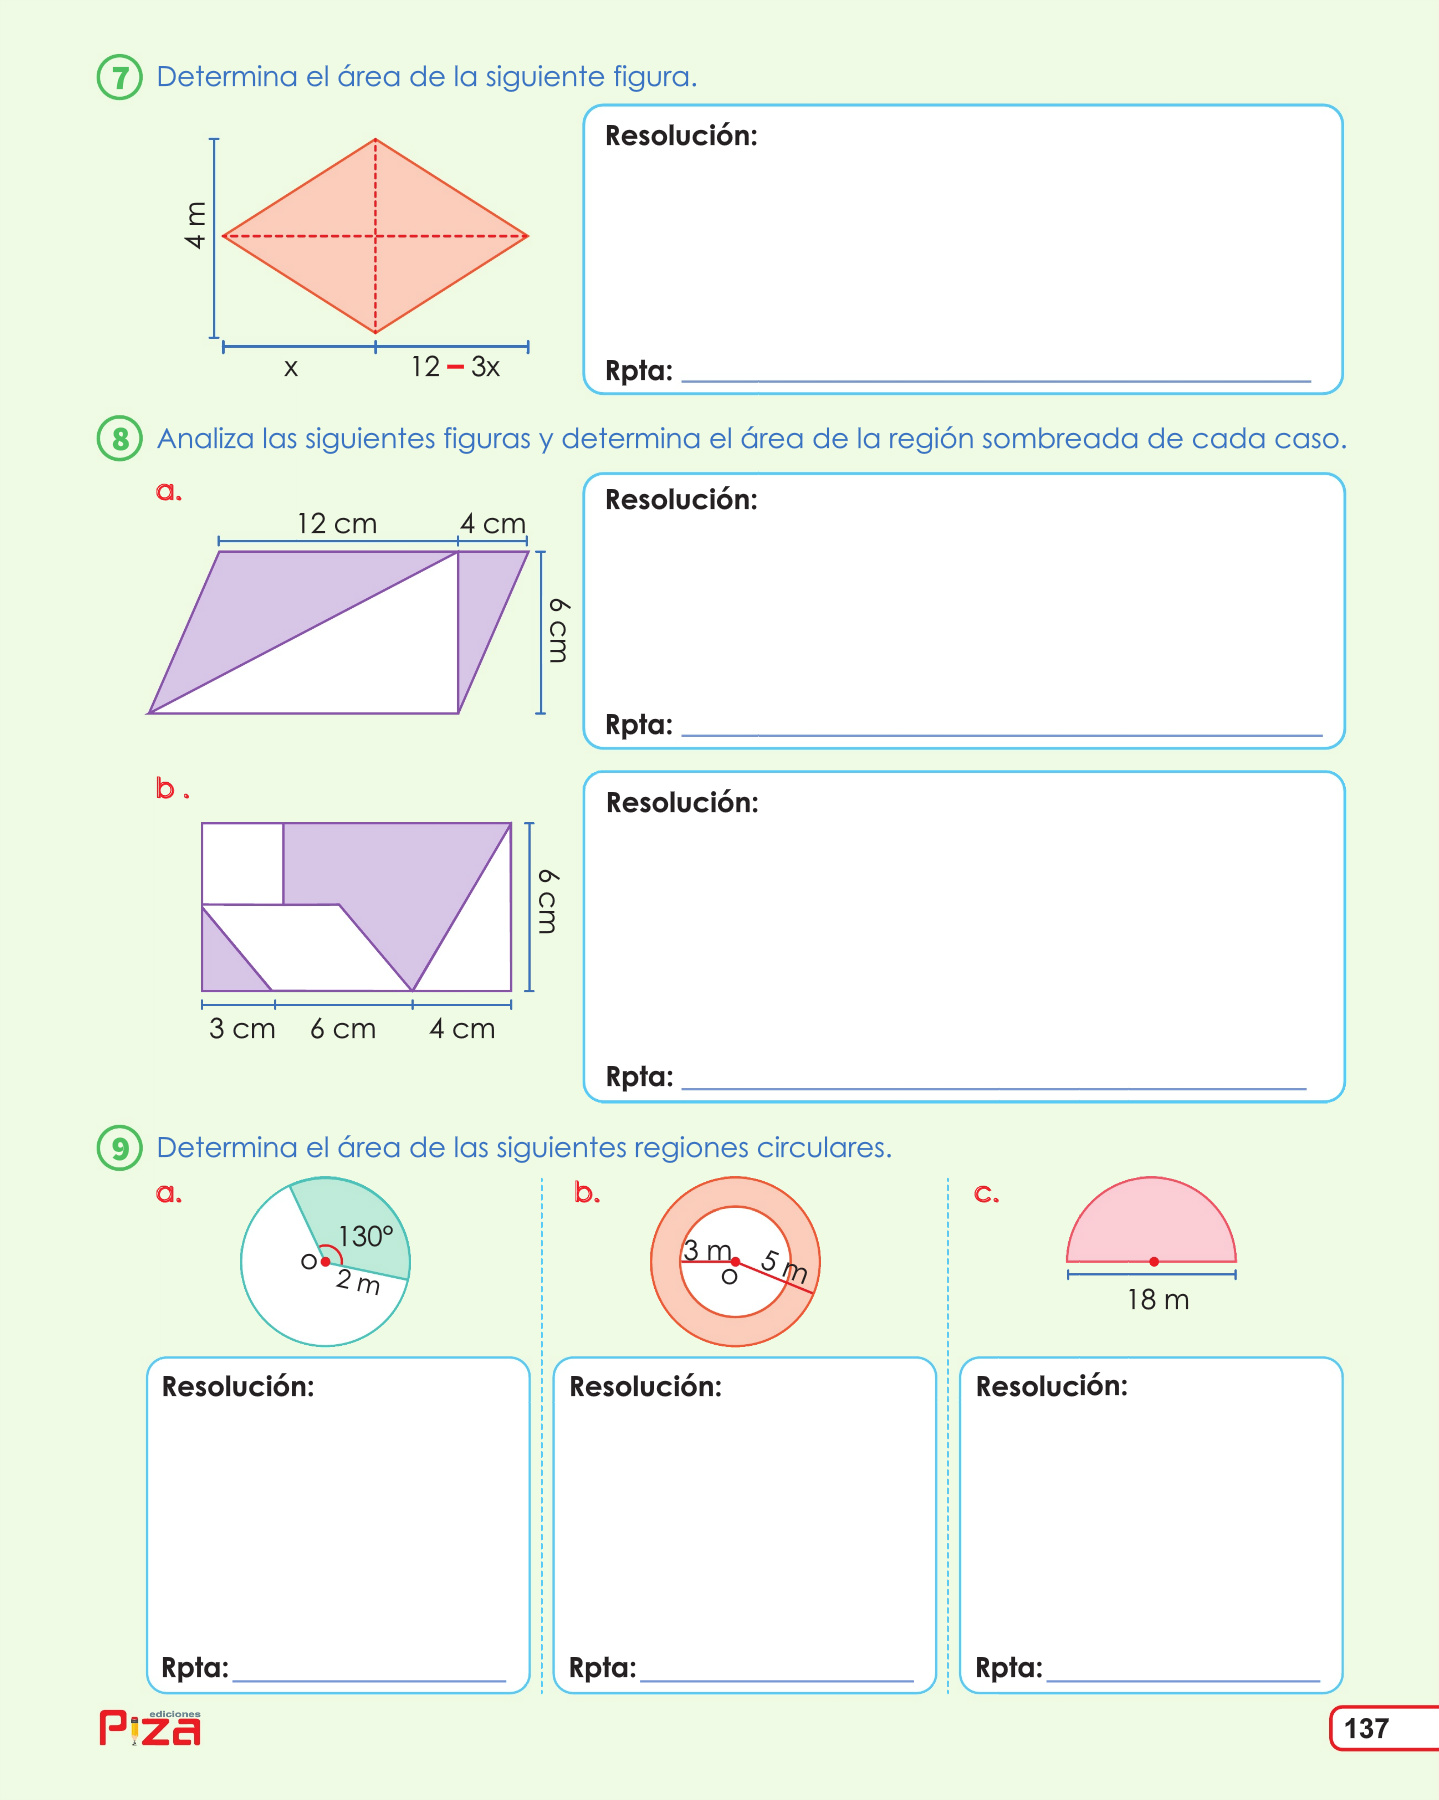 7 Determina el área de la siguiente figura.
4 m
x
12 – 3x
Resolución:
Rpta:
8 Analiza las siguientes figuras y determina el área de la región sombreada de cada caso.
a.
12 cm 4 cm
6 cm
Resolución:
Rpta:
b .
6 cm
3 cm 6 cm 4 cm
Resolución:
Rpta:
9 Determina el área de las siguientes regiones circulares.
a.
130º
O
2 m
Resolución:
Rpta:
b.
3 m
5 m
O
Resolución:
Rpta:
c.
18 m
Resolución:
Rpta:
ediciones
Piza
137